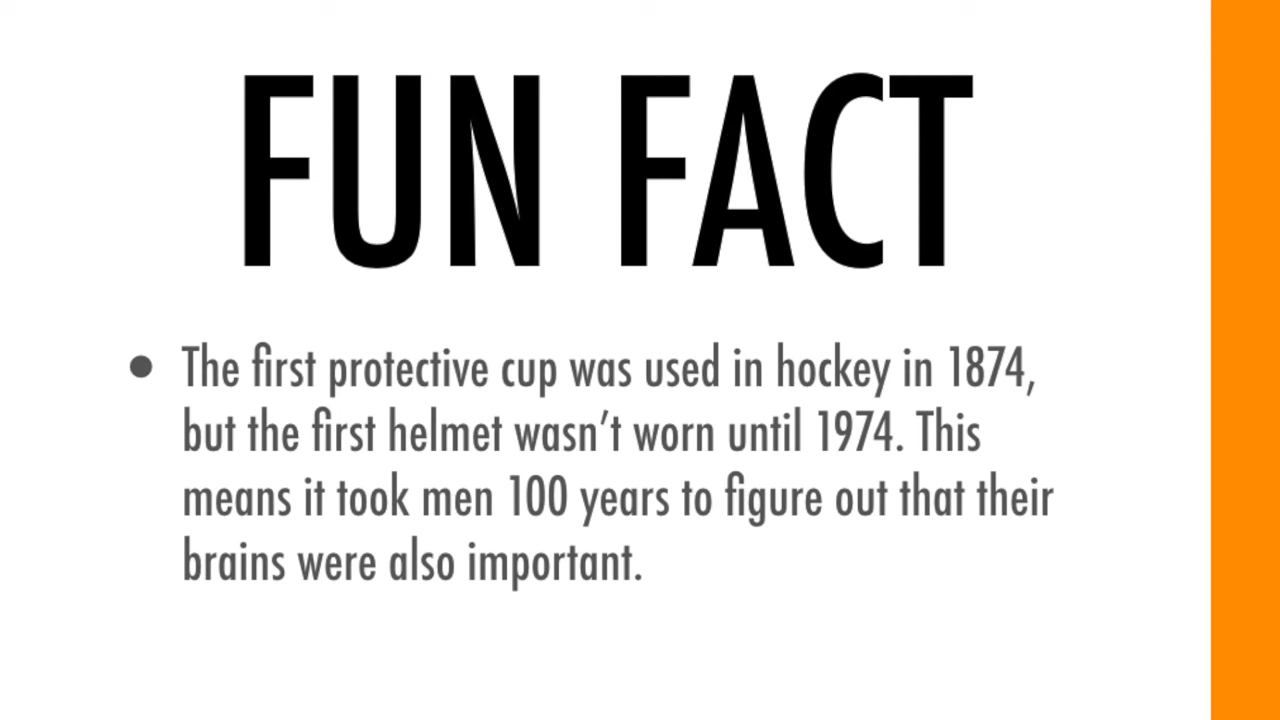 FUN FACT
• The first protective cup was used in hockey in 1874,
but the first helmet wasn’t worn until 1974. This
means it took men 100 years to figure out that their
brains were also important.